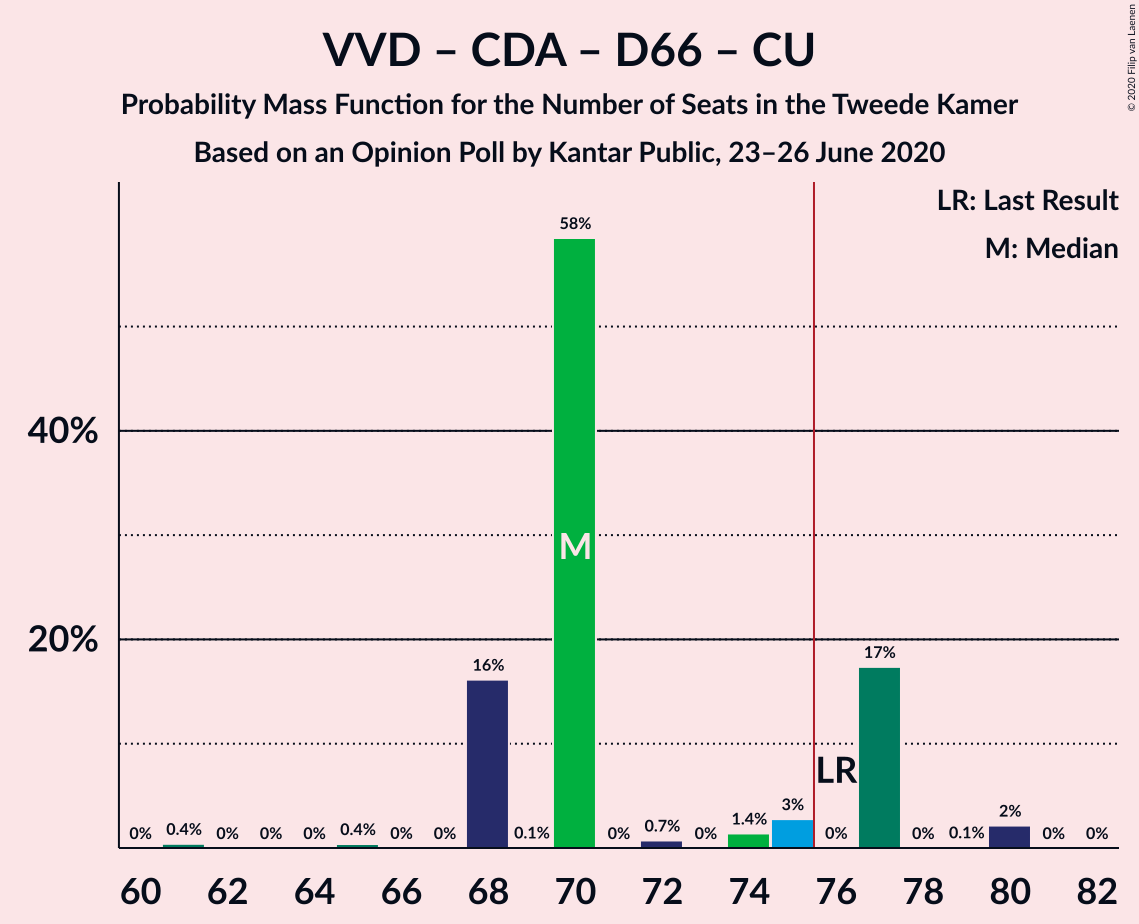 VVD – CDA – D66 – CU
Probability Mass Function for the Number of Seats in the Tweede Kamer
Based on an Opinion Poll by Kantar Public, 23–26 June 2020
© 2020 Filip van Laenen
LR: Last Result
M: Median
40%
20%
0%
0.4%
0%
0%
0%
0.4%
0%
0%
16%
0.1%
58%
M
0%
0.7%
0%
1.4%
3%
0%
LR
17%
0%
0.1%
2%
0%
0%
60 62 64 66 68 70 72 74 76 78 80 82